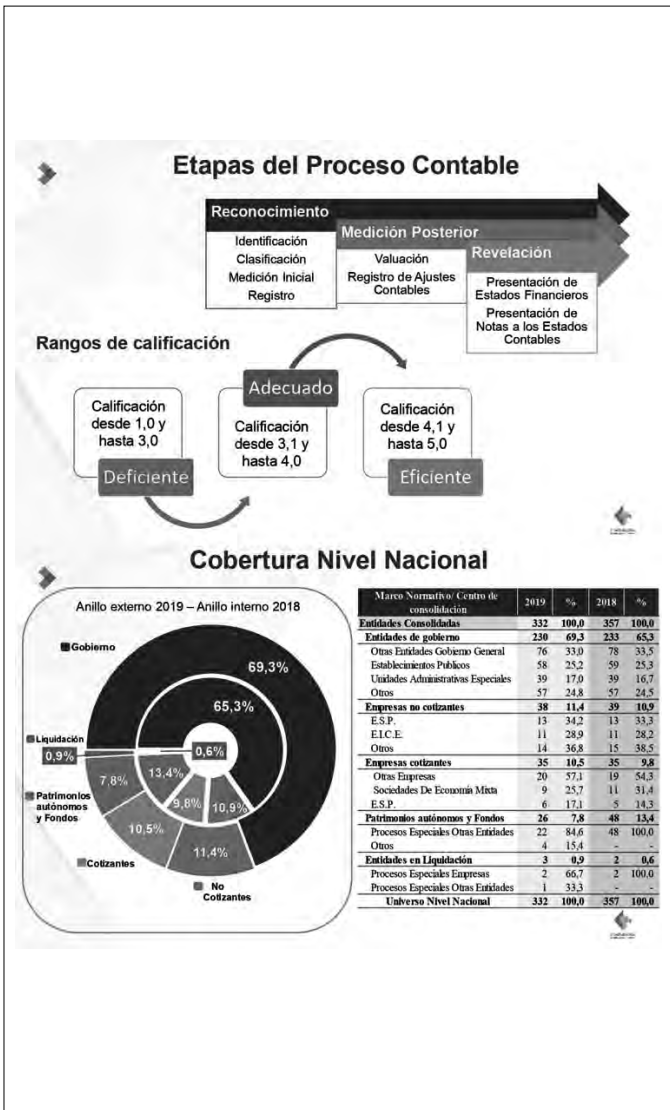 Etapas del Proceso Contable
Reconocimiento
Identificación
Clasificación
Medición Inicial
Registro
Medición Posterior
Valuación
Registro de Ajustes
Contables
Revelación
Presentación de
Estados Financieros
Presentación de
Notas a los Estados
Contables
Rangos de calificación
Calificación
desde 1,0 y
hasta 3,0
Deficiente
Adecuado
Calificación
desde 3,1 y
hasta 4,0
Calificación
desde 4,1 y
hasta 5,0
Eficiente
Cobertura Nivel Nacional
Anillo externo 2019 – Anillo interno 2018
Gobierno
69,3%
65,3%
Liquidación
0,9%
0,6%
7,8%
13,4%
Patrimonios
autónomos
y Fondos
9,8%
10,9%
10,5%
Cotizantes
11,4%
No
Cotizantes
Marco Normativo/ Centro de
consolidación 2019 % 2018 %
Entidades Consolidadas 332 100,0 357 100,0
Entidades de gobierno 230 69,3 233 65,3
Otras Entidades Gobierno General 76 33,0 78 33,5
Establecimientos Publicos 58 25,2 59 25,3
Unidades Administrativas Especiales 39 17,0 39 16,7
Otros 57 24,8 57 24,5
Empresas no cotizantes 38 11,4 39 10,9
E.S.P. 13 34,2 13 33,3
E.I.C.E. 11 28,9 11 28,2
Otros 14 36,8 15 38,5
Empresas cotizantes 35 10,5 35 9,8
Otras Empresas 20 57,1 19 54,3
Sociedades De Economía Mixta 9 25,7 11 31,4
E.S.P. 6 17,1 5 14,3
Patrimonios autónomos y Fondos 26 7,8 48 13,4
Procesos Especiales Otras Entidades 22 84,6 48 100,0
Otros 4 15,4 - -
Entidades en Liquidación 3 0,9 2 0,6
Procesos Especiales Empresas 2 66,7 2 100,0
Procesos Especiales Otras Entidades 1 33,3 - -
Universo Nivel Nacional 332 100,0 357 100,0